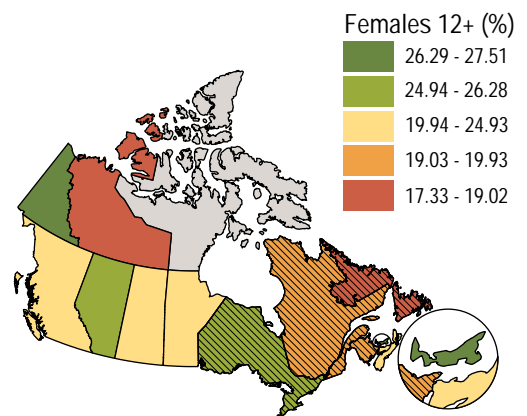 Females 12+ (%)
26.29 - 27.51
24.94 - 26.28
19.94 - 24.93
19.03 - 19.93
17.33 - 19.02